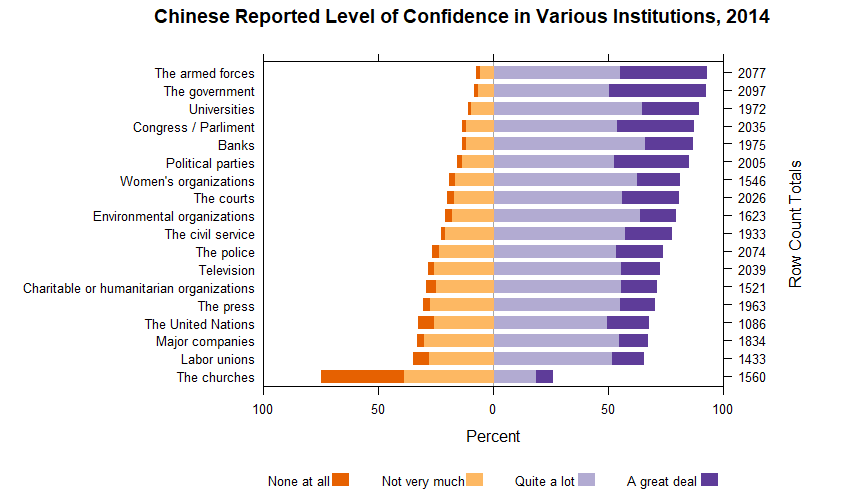 Chinese Reported Level of Confidence in Various Institutions, 2014
The armed forces 2077
The government 2097
Universities 1972
Congress / Parliment 2035
Banks 1975
Political parties 2005
Women's organizations 1546
The courts 2026
Environmental organizations 1623
The civil service 1933
The police 2074
Television 2039
Charitable or humanitarian organizations 1521
The press 1963
The United Nations 1086
Major companies 1834
Labor unions 1433
The churches 1560
Row Count Totals
100 50 0 50 100
Percent
None at all Not very much Quite a lot A great deal